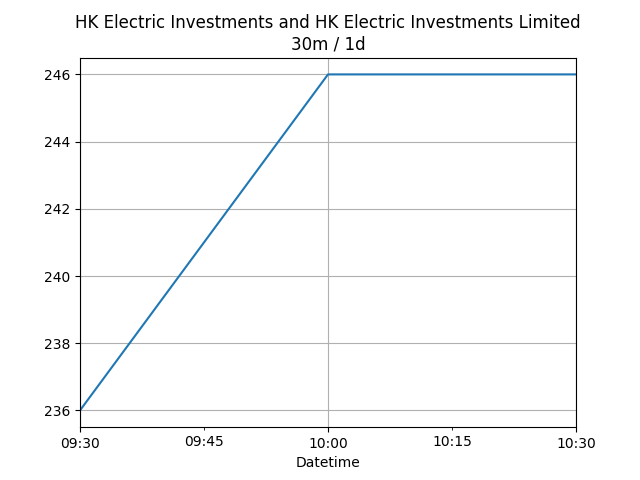 HK Electric Investments and HK Electric Investments Limited
30m / 1d
246
244
242
240
238
236
09:30 09:45 10:00 10:15 10:30
Datetime